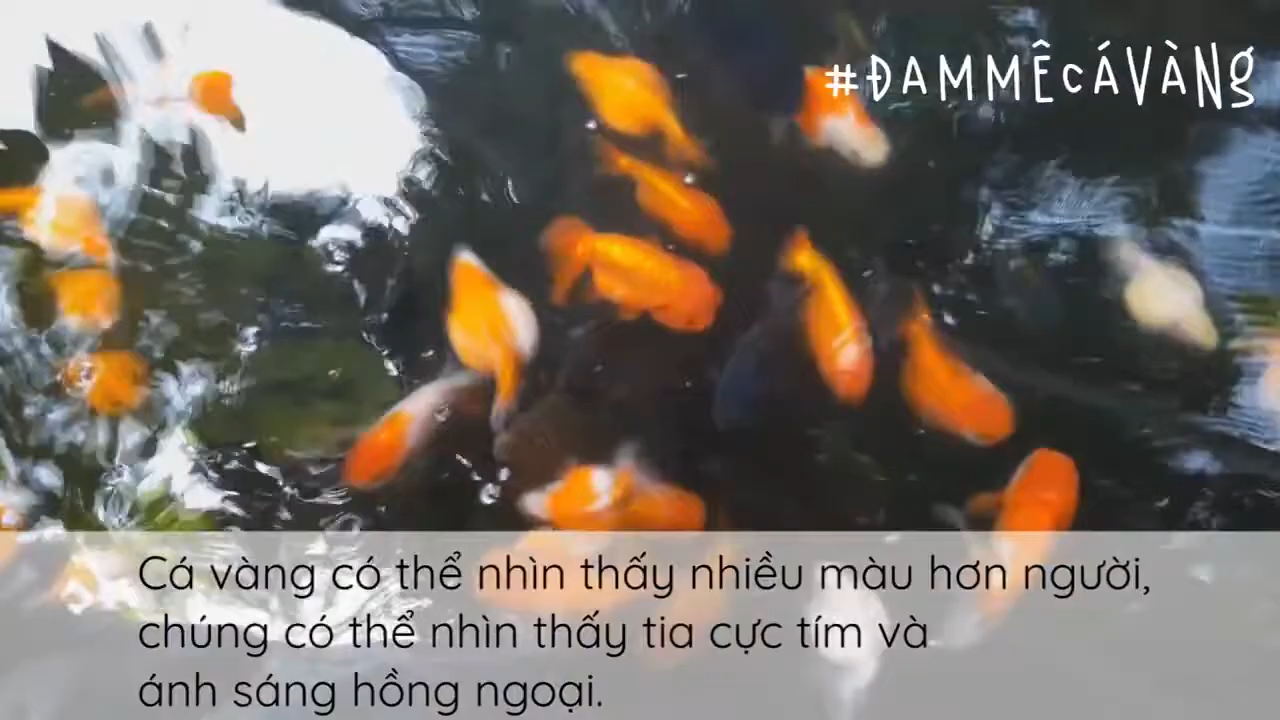 #ĐAMMÊCÁVÀNG
Cá vàng có thể nhìn thấy nhiều màu hơn người,
chúng có thể nhìn thấy tia cực tím và
ánh sáng hồng ngoại.